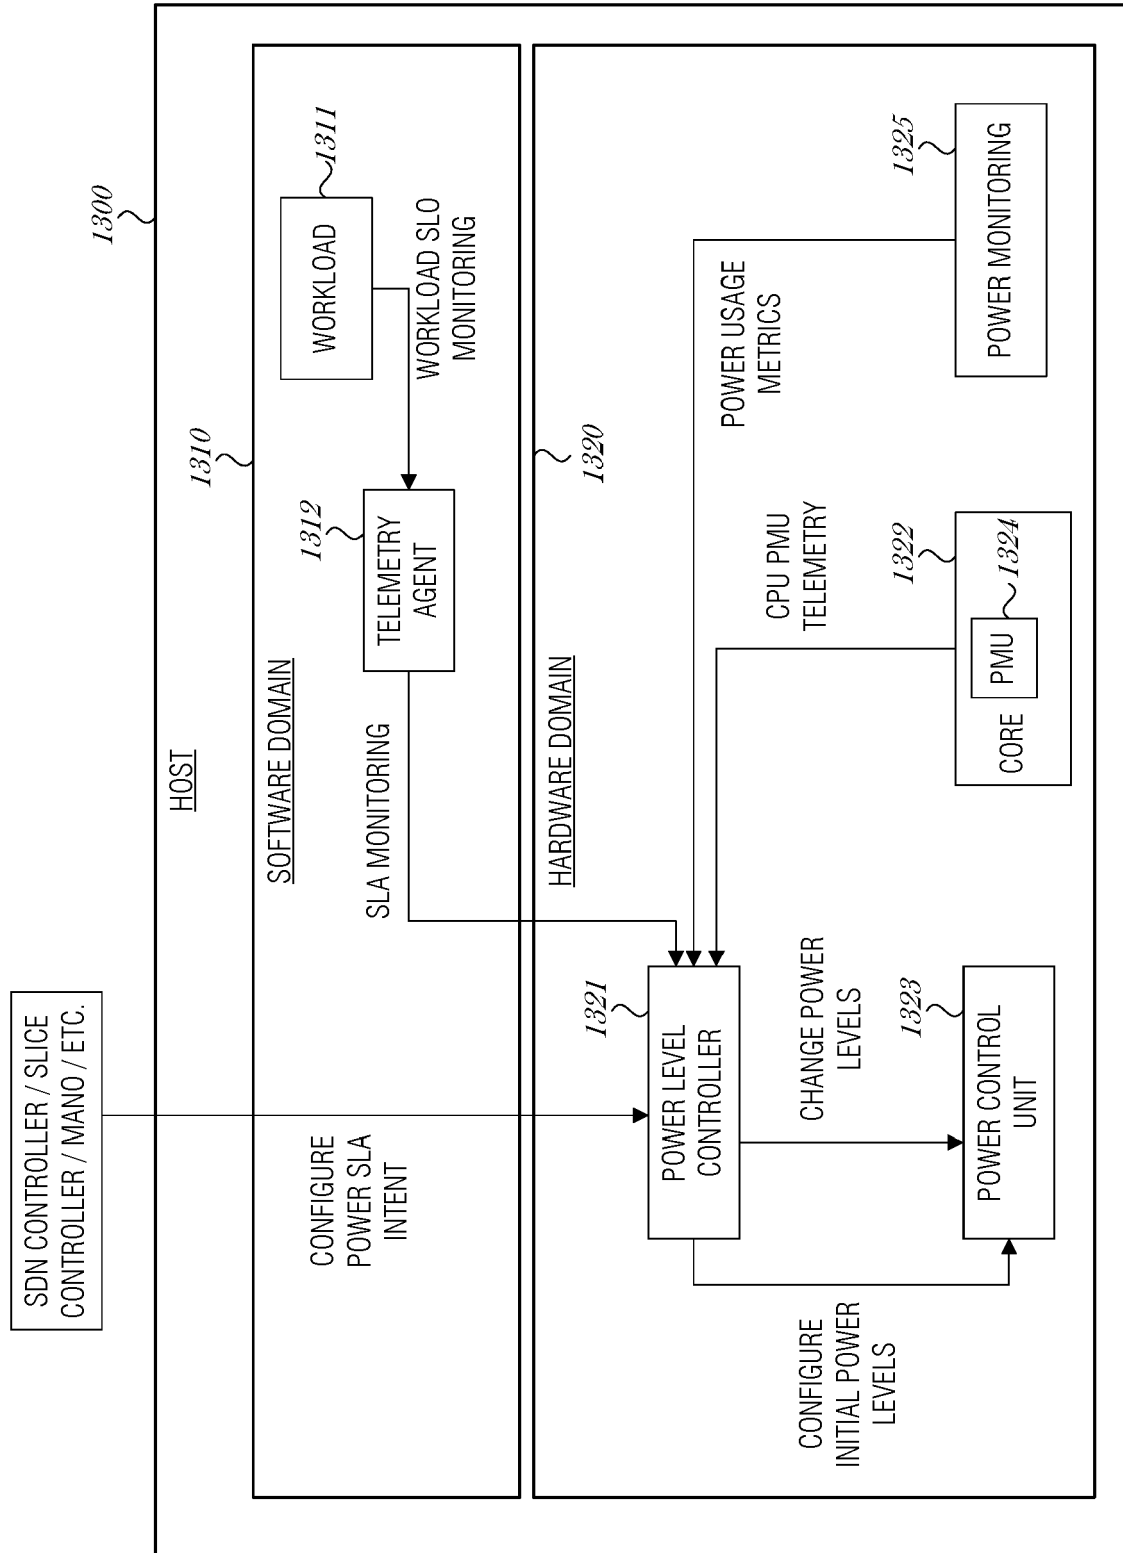 1300
HOST
SDN CONTROLLER / SLICE
CONTROLLER / MANO / ETC.
1310
SOFTWARE DOMAIN
CONFIGURE
POWER SLA
INTENT
SLA MONITORING
1312
TELEMETRY
AGENT
1311
WORKLOAD
WORKLOAD SLO
MONITORING
1320
HARDWARE DOMAIN
1321
POWER LEVEL
CONTROLLER
POWER USAGE
METRICS
CPU PMU
TELEMETRY
CONFIGURE
INITIAL POWER
LEVELS
CHANGE POWER
LEVELS
1323
POWER CONTROL
UNIT
1322
CORE
PMU
1324
1325
POWER MONITORING